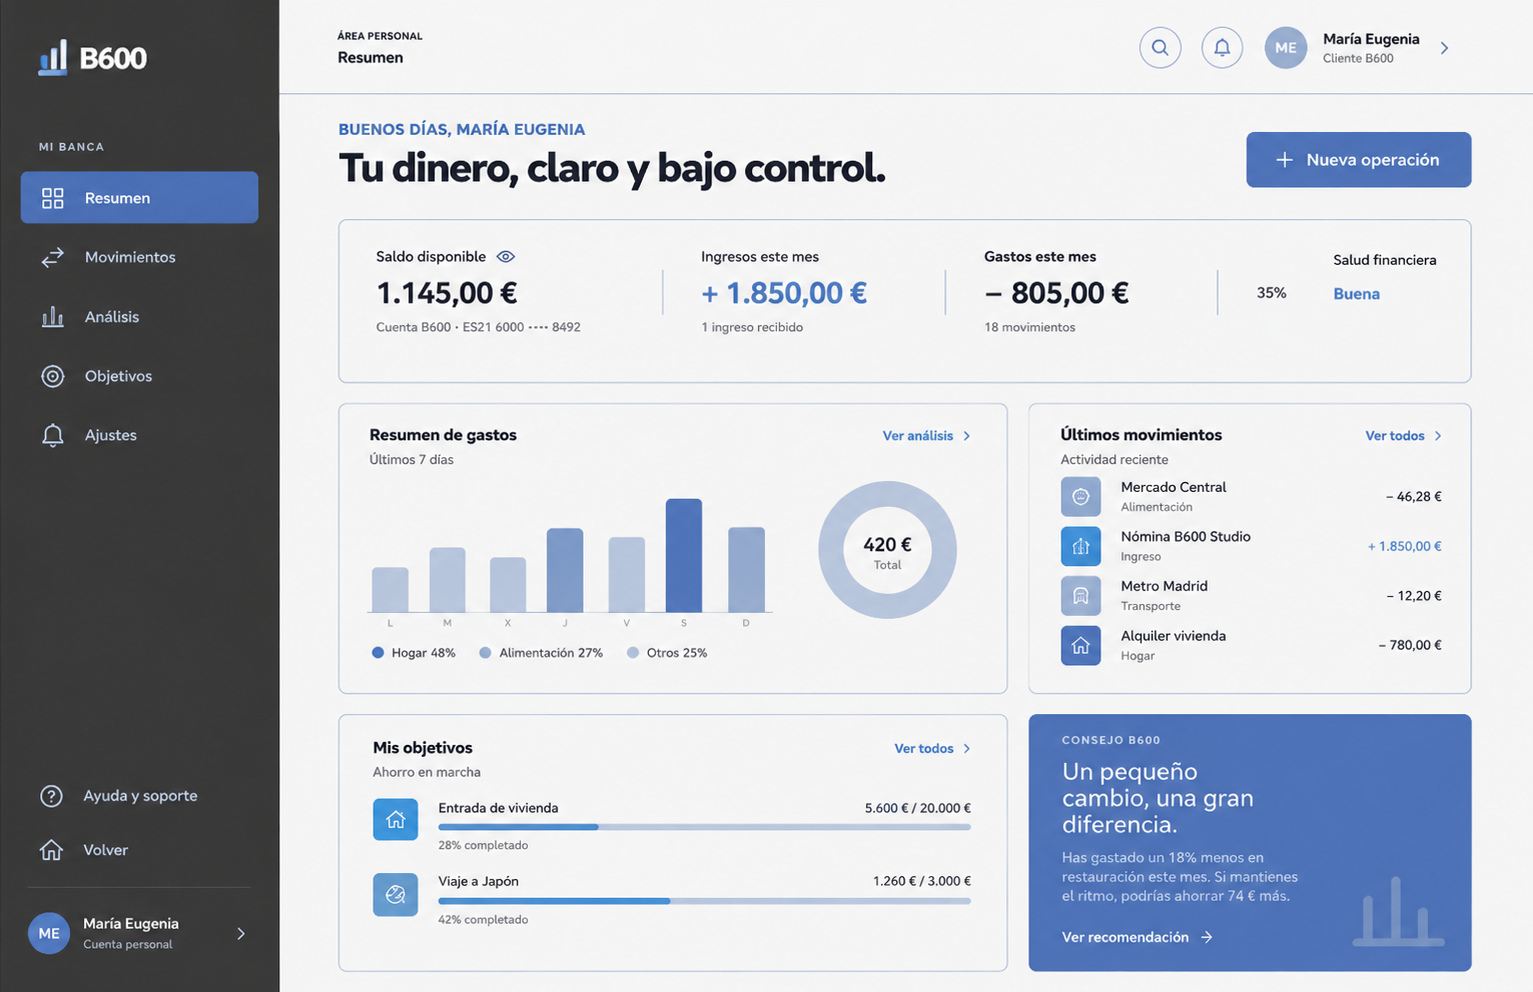 B600
MI BANCA
Resumen
Movimientos
Análisis
Objetivos
Ajustes
Ayuda y soporte
Volver
ME
María Eugenia
Cuenta personal
ÁREA PERSONAL
Resumen
ME
María Eugenia
Cliente B600
BUENOS DÍAS, MARÍA EUGENIA
Tu dinero, claro y bajo control.
+ Nueva operación
Saldo disponible
1.145,00 €
Cuenta B600 • ES21 6000 •••• 8492
Ingresos este mes
+ 1.850,00 €
1 ingreso recibido
Gastos este mes
– 805,00 €
18 movimientos
35%
Salud financiera
Buena
Resumen de gastos
Ver análisis
Últimos 7 días
L M X J V S D
Hogar 48% Alimentación 27% Otros 25%
420 €
Total
Últimos movimientos
Ver todos
Actividad reciente
Mercado Central
Alimentación
– 46,28 €
Nómina B600 Studio
Ingreso
+ 1.850,00 €
Metro Madrid
Transporte
– 12,20 €
Alquiler vivienda
Hogar
– 780,00 €
Mis objetivos
Ver todos
Ahorro en marcha
Entrada de vivienda
5.600 € / 20.000 €
28% completado
Viaje a Japón
1.260 € / 3.000 €
42% completado
CONSEJO B600
Un pequeño
cambio, una gran
diferencia.
Has gastado un 18% menos en
restauración este mes. Si mantienes
el ritmo, podrías ahorrar 74 € más.
Ver recomendación →